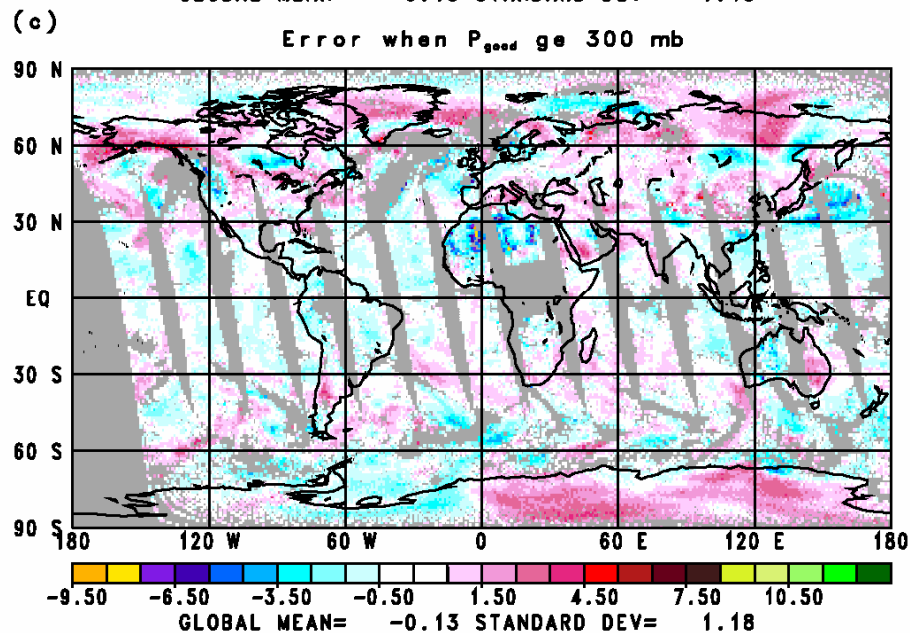 (c)
Error when P_good ge 300 mb
90 N
60 N
30 N
EQ
30 S
60 S
90 S
180 120 W 60 W 0 60 E 120 E 180
-9.50 -6.50 -3.50 -0.50 1.50 4.50 7.50 10.50
GLOBAL MEAN= -0.13 STANDARD DEV= 1.18